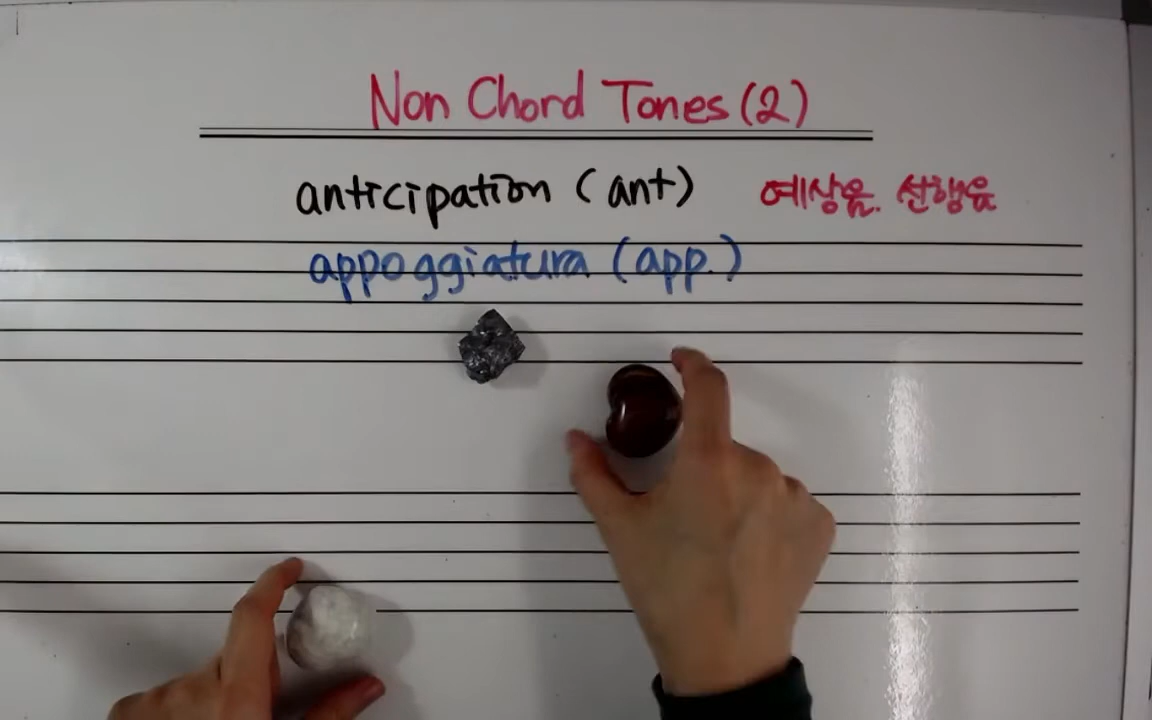 Non Chord Tones (2)
anticipation (ant) 예상음. 선행음
appoggiatura (app.)